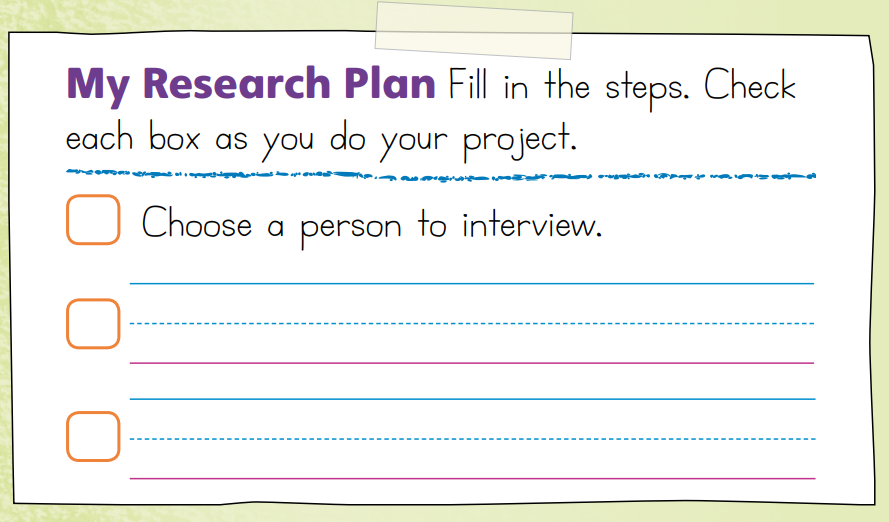 My Research Plan Fill in the steps. Check
each box as you do your project.
Choose a person to interview.